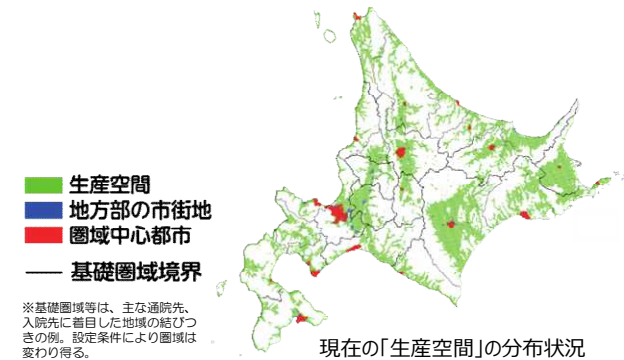 生産空間
地方部の市街地
圏域中心都市
基礎圏域境界
※基礎圏域等は、主な通院先、
入院先に着目した地域の結びつ
きの例。設定条件により圏域は
変わり得る。
現在の「生産空間」の分布状況